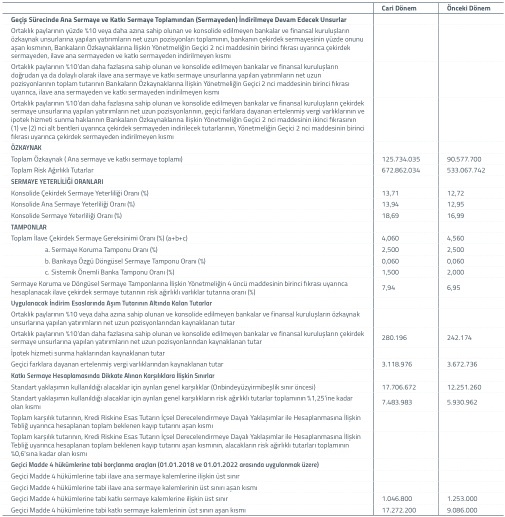 Cari Dönem Önceki Dönem
Geçiş Sürecinde Ana Sermaye ve Katkı Sermaye Toplamından (Sermayeden) İndirilmeye Devam Edecek Unsurlar
Ortaklık paylarının yüzde %10 veya daha azına sahip olunan ve konsolide edilmeyen bankalar ve finansal kuruluşların
özkaynak unsurlarına yapılan yatırımların net uzun pozisyonları toplamının, bankanın çekirdek sermayesinin yüzde onunu
aşan kısmının, Bankaların Özkaynaklarına İlişkin Yönetmeliğin Geçici 2 nci maddesinin birinci fıkrası uyarınca çekirdek
sermayeden, ilave ana sermayeden ve katkı sermayeden indirilmeyen kısmı
Ortaklık paylarının %10'dan daha fazlasına sahip olunan ve konsolide edilmeyen bankalar ve finansal kuruluşların
doğrudan ya da dolaylı olarak ilave ana sermaye ve katkı sermaye unsurlarına yapılan yatırımların net uzun
pozisyonlarının toplam tutarının Bankaların Özkaynaklarına İlişkin Yönetmeliğin Geçici 2 nci maddesinin birinci fıkrası
uyarınca, ilave ana sermayeden ve katkı sermayeden indirilmeyen kısmı
Ortaklık paylarının %10'dan daha fazlasına sahip olunan ve konsolide edilmeyen bankalar ve finansal kuruluşların çekirdek
sermaye unsurlarına yapılan yatırımların net uzun pozisyonlarının, geçici farklara dayanan ertelenmiş vergi varlıklarının ve
ipotek hizmeti sunma haklarının Bankaların Özkaynaklarına İlişkin Yönetmeliğin Geçici 2 nci maddesinin ikinci fıkrasının
(1) ve (2) nci alt bentleri uyarınca çekirdek sermayeden indirilecek tutarlarının, Yönetmeliğin Geçici 2 nci maddesinin birinci
fıkrası uyarınca çekirdek sermayeden indirilmeyen kısmı
ÖZKAYNAK
Toplam Özkaynak ( Ana sermaye ve katkı sermaye toplamı) 125.734.035 90.577.700
Toplam Risk Ağırlıklı Tutarlar 672.862.034 533.067.742
SERMAYE YETERLİLİĞİ ORANLARI
Konsolide Çekirdek Sermaye Yeterliliği Oranı (%) 13,71 12,72
Konsolide Ana Sermaye Yeterliliği Oranı (%) 13,94 12,95
Konsolide Sermaye Yeterliliği Oranı (%) 18,69 16,99
TAMPONLAR
Toplam İlave Çekirdek Sermaye Gereksinimi Oranı (%) (a+b+c) 4,060 4,560
a. Sermaye Koruma Tamponu Oranı (%) 2,500 2,500
b. Bankaya Özgü Döngüsel Sermaye Tamponu Oranı (%) 0,060 0,060
c. Sistemik Önemli Banka Tamponu Oranı (%) 1,500 2,000
Sermaye Koruma ve Döngüsel Sermaye Tamponlarına İlişkin Yönetmeliğin 4 üncü maddesinin birinci fıkrası uyarınca
hesaplanacak ilave çekirdek sermaye tutarının risk ağırlıklı varlıklar tutarına oranı (%) 7,94 6,95
Uygulanacak İndirim Esaslarında Aşım Tutarının Altında Kalan Tutarlar
Ortaklık paylarının %10 veya daha azına sahip olunan ve konsolide edilmeyen bankalar ve finansal kuruluşların özkaynak
unsurlarına yapılan yatırımların net uzun pozisyonlarından kaynaklanan tutar
Ortaklık paylarının %10'dan daha fazlasına sahip olunan ve konsolide edilmeyen bankalar ve finansal kuruluşların çekirdek
sermaye unsurlarına yapılan yatırımların net uzun pozisyonlarından kaynaklanan tutar 280.196 242.174
İpotek hizmeti sunma haklarından kaynaklanan tutar
Geçici farklara dayanan ertelenmiş vergi varlıklarından kaynaklanan tutar 3.118.976 3.672.736
Katkı Sermaye Hesaplamasında Dikkate Alınan Karşılıklara İlişkin Sınırlar
Standart yaklaşımın kullanıldığı alacaklar için ayrılan genel karşılıklar (Onbindeyüzyirmibeşlik sınır öncesi) 17.706.672 12.251.260
Standart yaklaşımın kullanıldığı alacaklar için ayrılan genel karşılıkların risk ağırlıklı tutarlar toplamının %1,25'ine kadar
olan kısmı 7.483.983 5.930.962
Toplam karşılık tutarının, Kredi Riskine Esas Tutarın İçsel Derecelendirmeye Dayalı Yaklaşımlar ile Hesaplanmasına İlişkin
Tebliğ uyarınca hesaplanan toplam beklenen kayıp tutarını aşan kısmı
Toplam karşılık tutarının, Kredi Riskine Esas Tutarın İçsel Derecelendirmeye Dayalı Yaklaşımlar ile Hesaplanmasına İlişkin
Tebliğ uyarınca hesaplanan toplam beklenen kayıp tutarını aşan kısmının, alacakların risk ağırlıklı tutarları toplamının
%0,6'sına kadar olan kısmı
Geçici Madde 4 hükümlerine tabi borçlanma araçları (01.01.2018 ve 01.01.2022 arasında uygulanmak üzere)
Geçici Madde 4 hükümlerine tabi ilave ana sermaye kalemlerine ilişkin üst sınır
Geçici Madde 4 hükümlerine tabi ilave ana sermaye kalemlerinin üst sınırı aşan kısmı
Geçici Madde 4 hükümlerine tabi katkı sermaye kalemlerine ilişkin üst sınır 1.046.800 1.253.000
Geçici Madde 4 hükümlerine tabi katkı sermaye kalemlerinin üst sınırı aşan kısmı 17.272.200 9.086.000